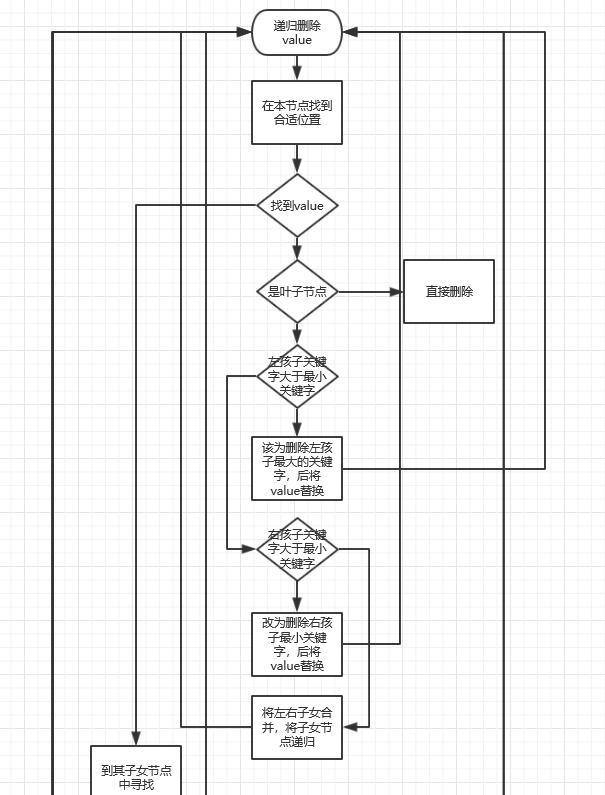 递归删除
value
在本节点找到
合适位置
找到value
是叶子节点
直接删除
左孩子关键
字大于最小
关键字
该为删除左孩
子最大的关键
字，后将
value替换
右孩子关键
字大于最小
关键字
改为删除右孩
子最小关键
字，后将
value替换
将左右子女合
并，将子女节
点递归
到其子女节点
中寻找